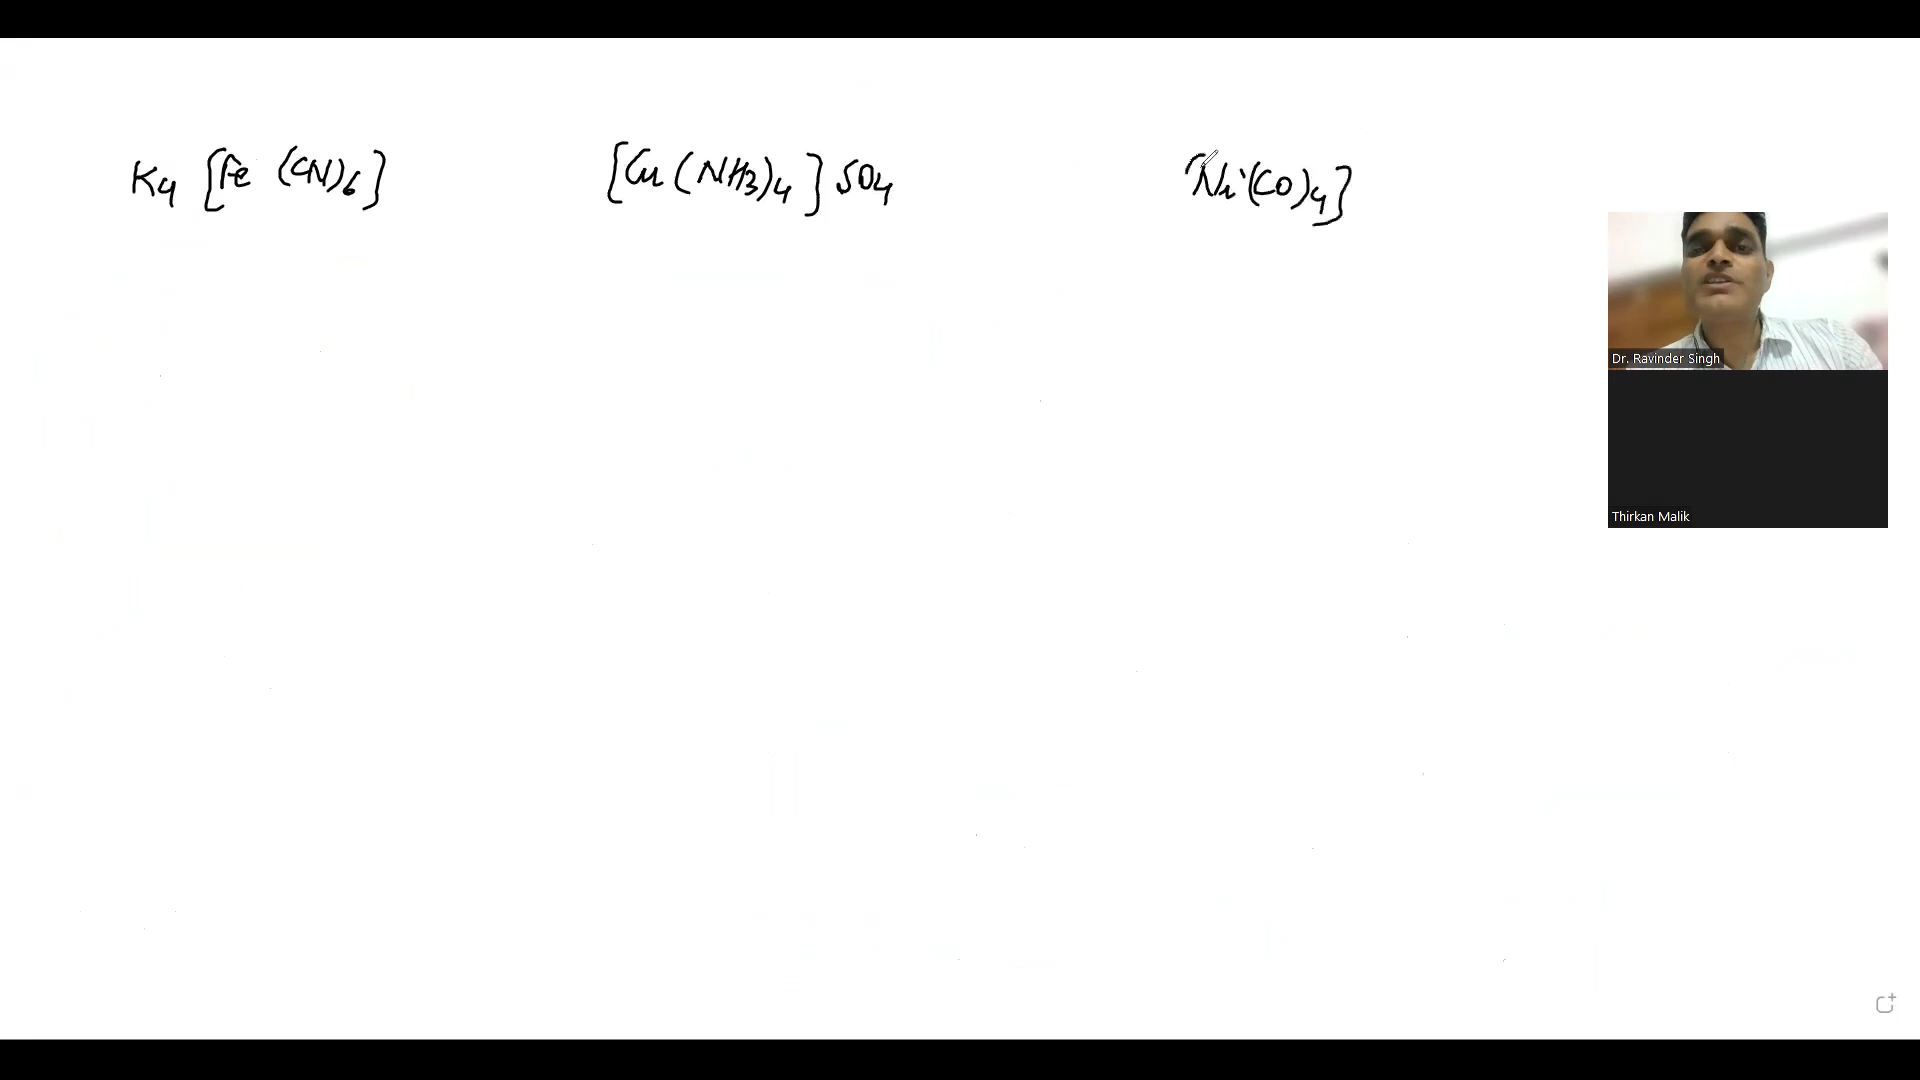 K4 [Fe (CN)6] [Cu (NH3)4] SO4 [Ni(CO)4]
Dr. Ravinder Singh
Thirkan Malik